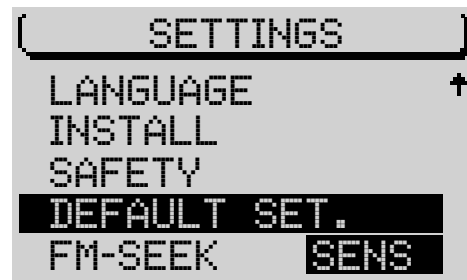 SETTINGS
LANGUAGE
INSTALL
SAFETY
DEFAULT SET.
FM-SEEK SENS